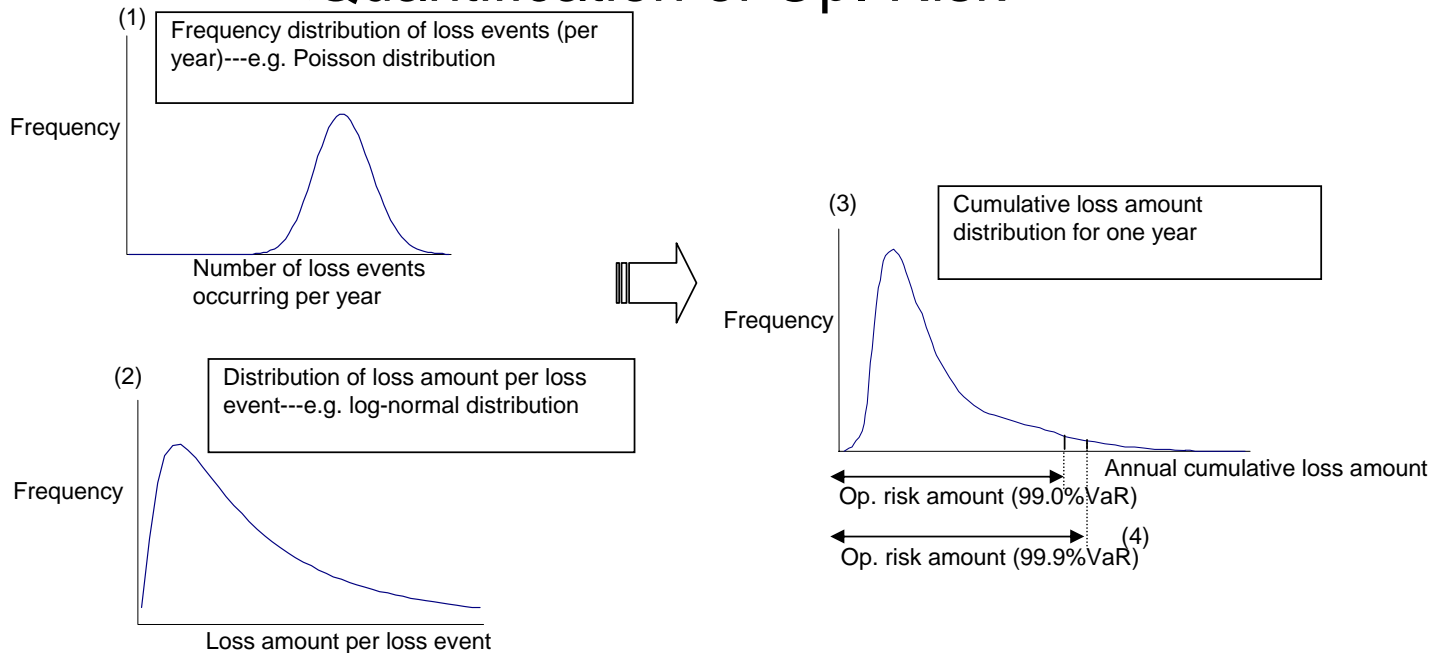 (1)
Frequency distribution of loss events (per
year)---e.g. Poisson distribution
Frequency
Number of loss events
occurring per year
(2)
Distribution of loss amount per loss
event---e.g. log-normal distribution
Frequency
Loss amount per loss event
(3)
Cumulative loss amount
distribution for one year
Frequency
Annual cumulative loss amount
Op. risk amount (99.0%VaR)
(4)
Op. risk amount (99.9%VaR)